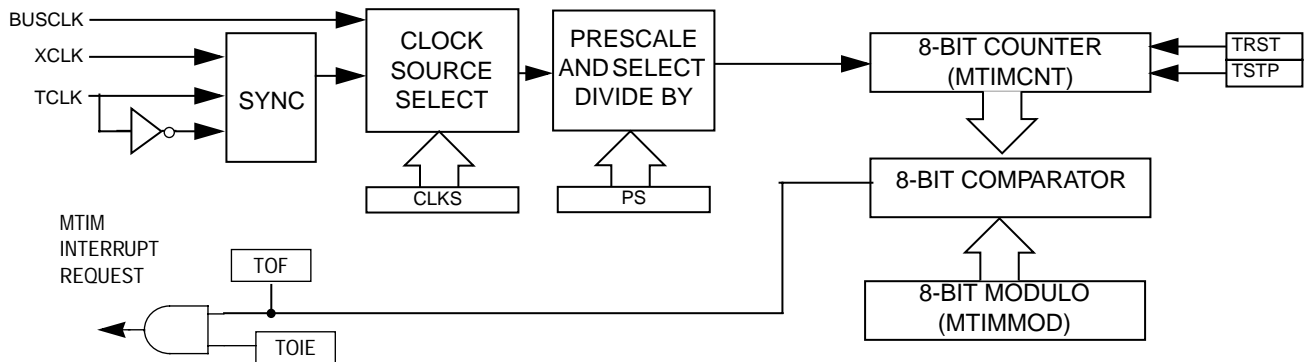 BUSCLK
XCLK
TCLK
SYNC
CLOCK
SOURCE
SELECT
PRESCALE
AND SELECT
DIVIDE BY
8-BIT COUNTER
(MTIMCNT)
TRST
TSTP
CLKS
PS
8-BIT COMPARATOR
MTIM
INTERRUPT
REQUEST
TOF
TOIE
8-BIT MODULO
(MTIMMOD)